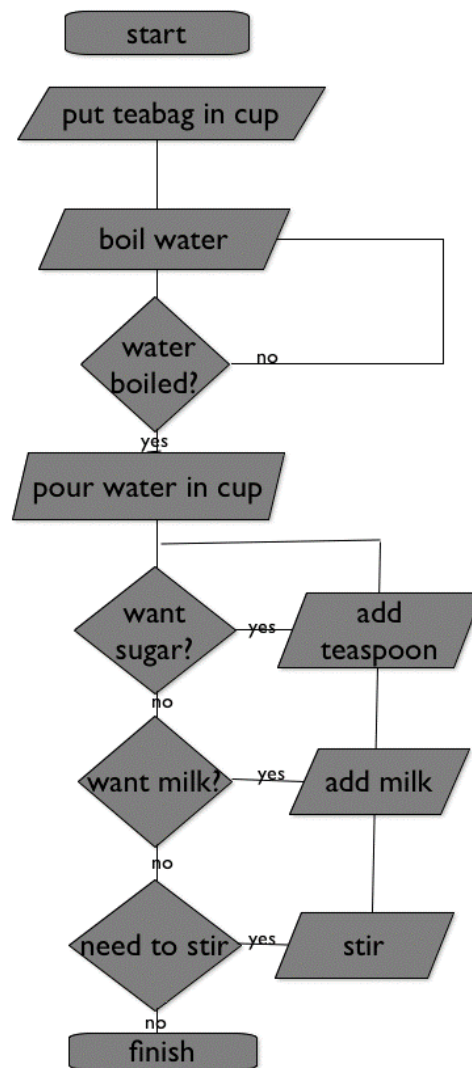 start
put teabag in cup
boil water
water
boiled?
no
yes
pour water in cup
want
sugar?
yes
add
teaspoon
no
want milk?
yes
add milk
no
need to stir
yes
stir
no
finish